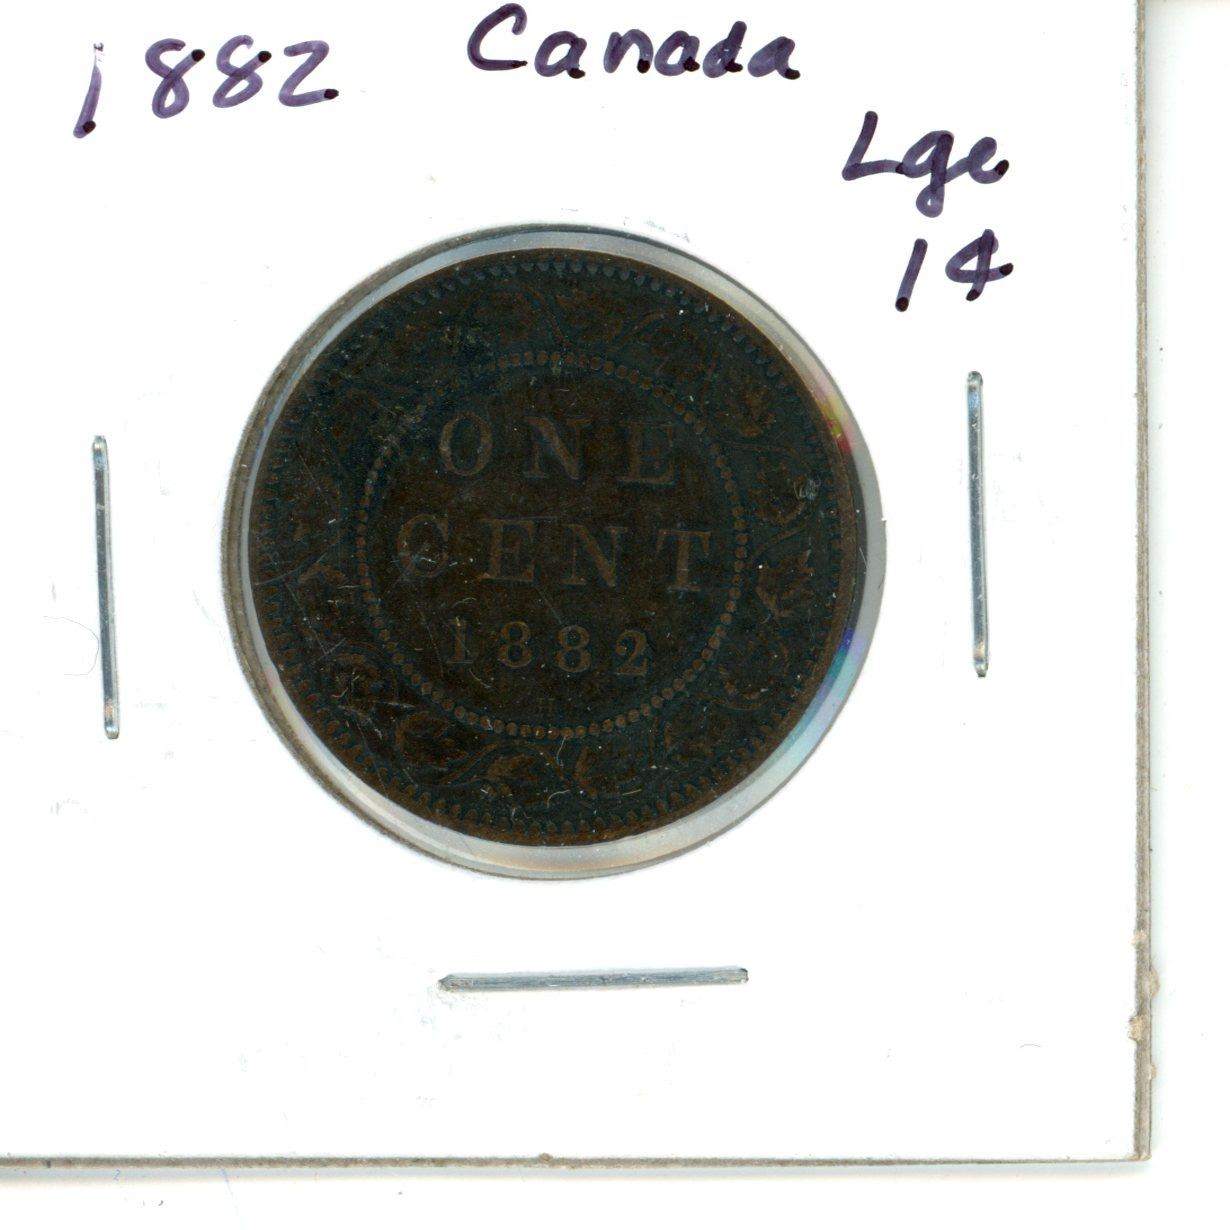 1882 Canada
Lge
1¢
ONE
CENT
1882
H